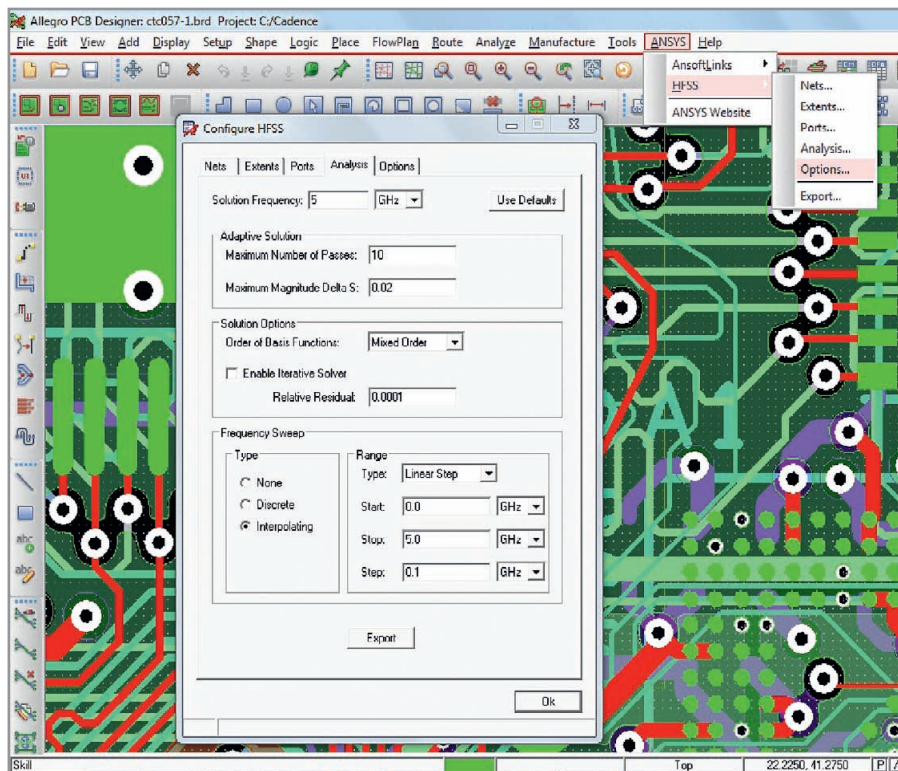 Allegro PCB Designer: ctc057-1.brd Project: C:/Cadence
File Edit View Add Display Setup Shape Logic Place FlowPlan Route Analyze Manufacture Tools ANSYS Help
AnsoftLinks
HFSS
ANSYS Website
Nets...
Extents...
Ports...
Analysis...
Options...
Export...
Configure HFSS
Nets Extents Ports Analysis Options
Solution Frequency: 5 GHz Use Defaults
Adaptive Solution
Maximum Number of Passes: 10
Maximum Magnitude Delta S: 0.02
Solution Options
Order of Basis Functions: Mixed Order
Enable Iterative Solver
Relative Residual: 0.0001
Frequency Sweep
Type
None
Discrete
Interpolating
Range
Type: Linear Step
Start: 0.0 GHz
Stop: 5.0 GHz
Step: 0.1 GHz
Export
Ok
abc
abc
Skill Top 22.2250, 41.2750 P